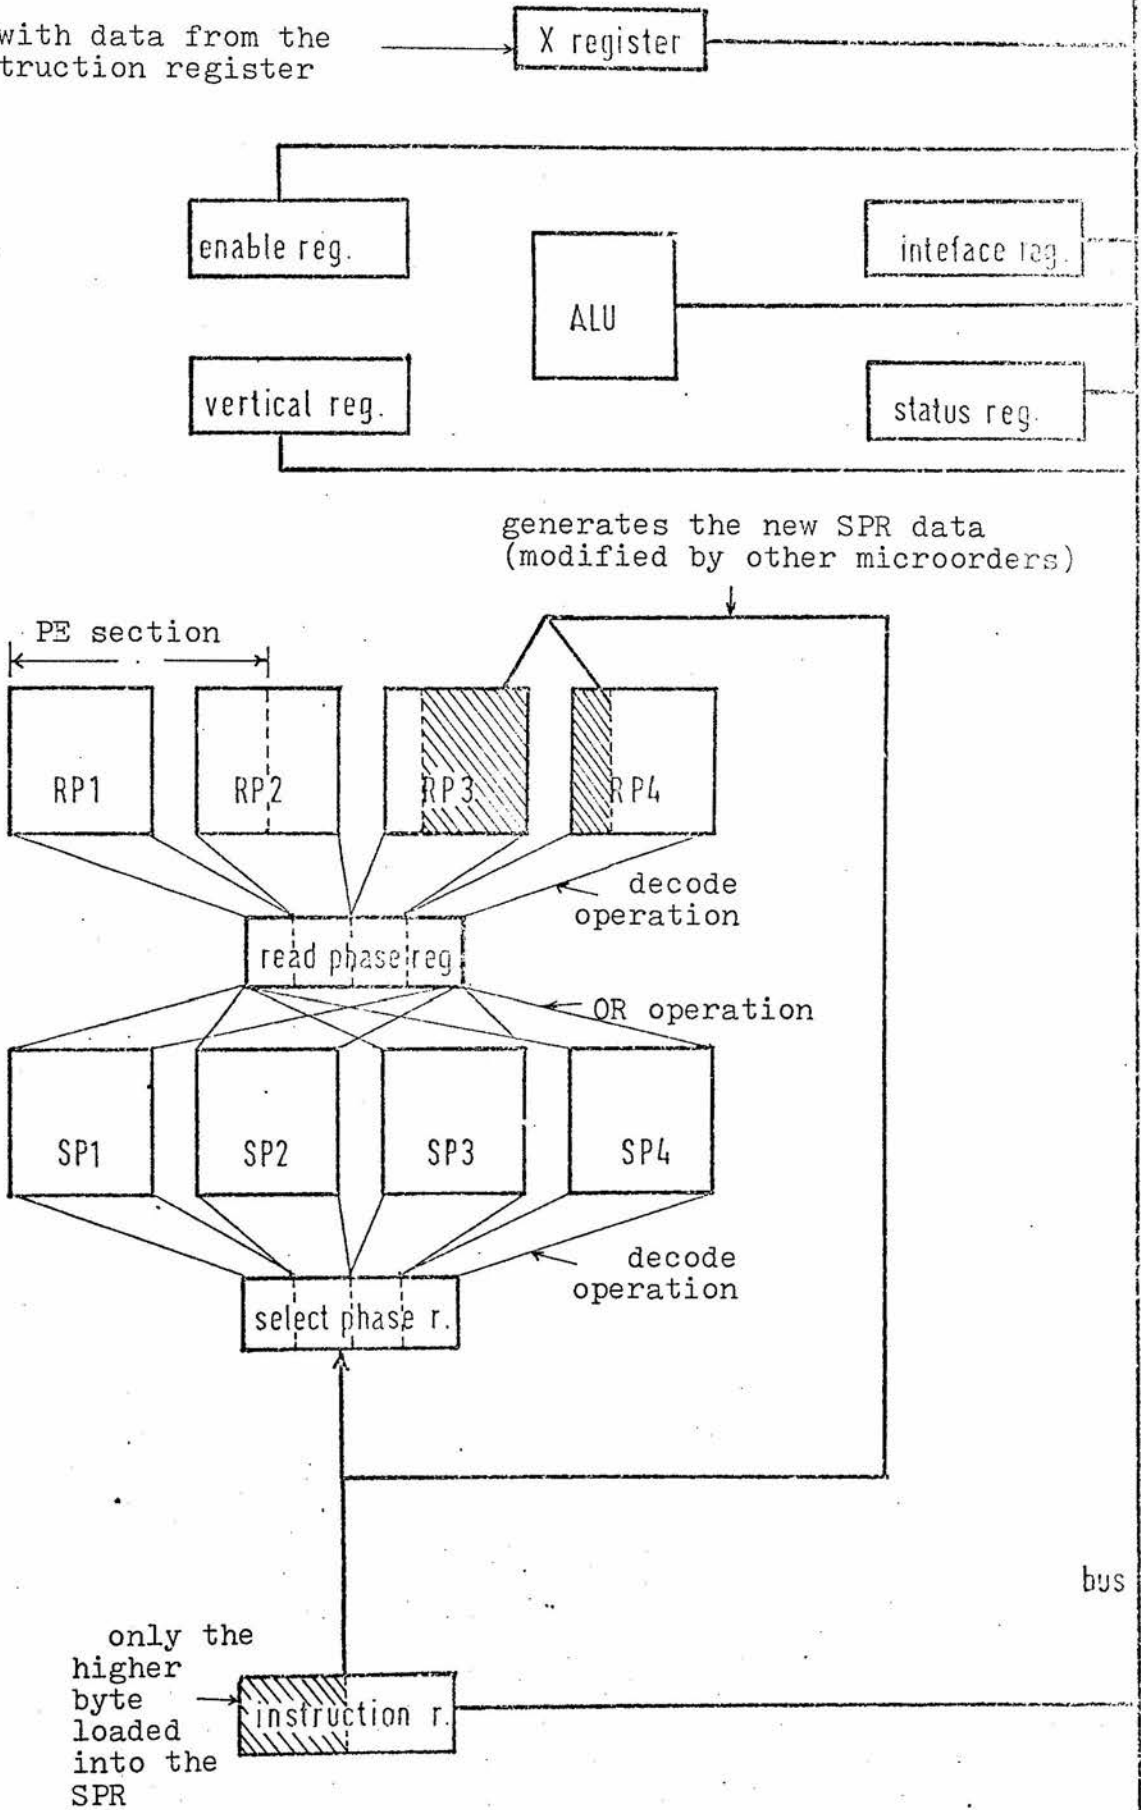 with data from the
truction register
X register
enable reg.
inteface reg.
ALU
vertical reg.
status reg.
generates the new SPR data
(modified by other microorders)
PE section
RP1
RP2
RP3
RP4
decode
operation
read phase reg
OR operation
SP1
SP2
SP3
SP4
decode
operation
select phase r.
bus
only the
higher
byte
loaded
into the
SPR
instruction r.